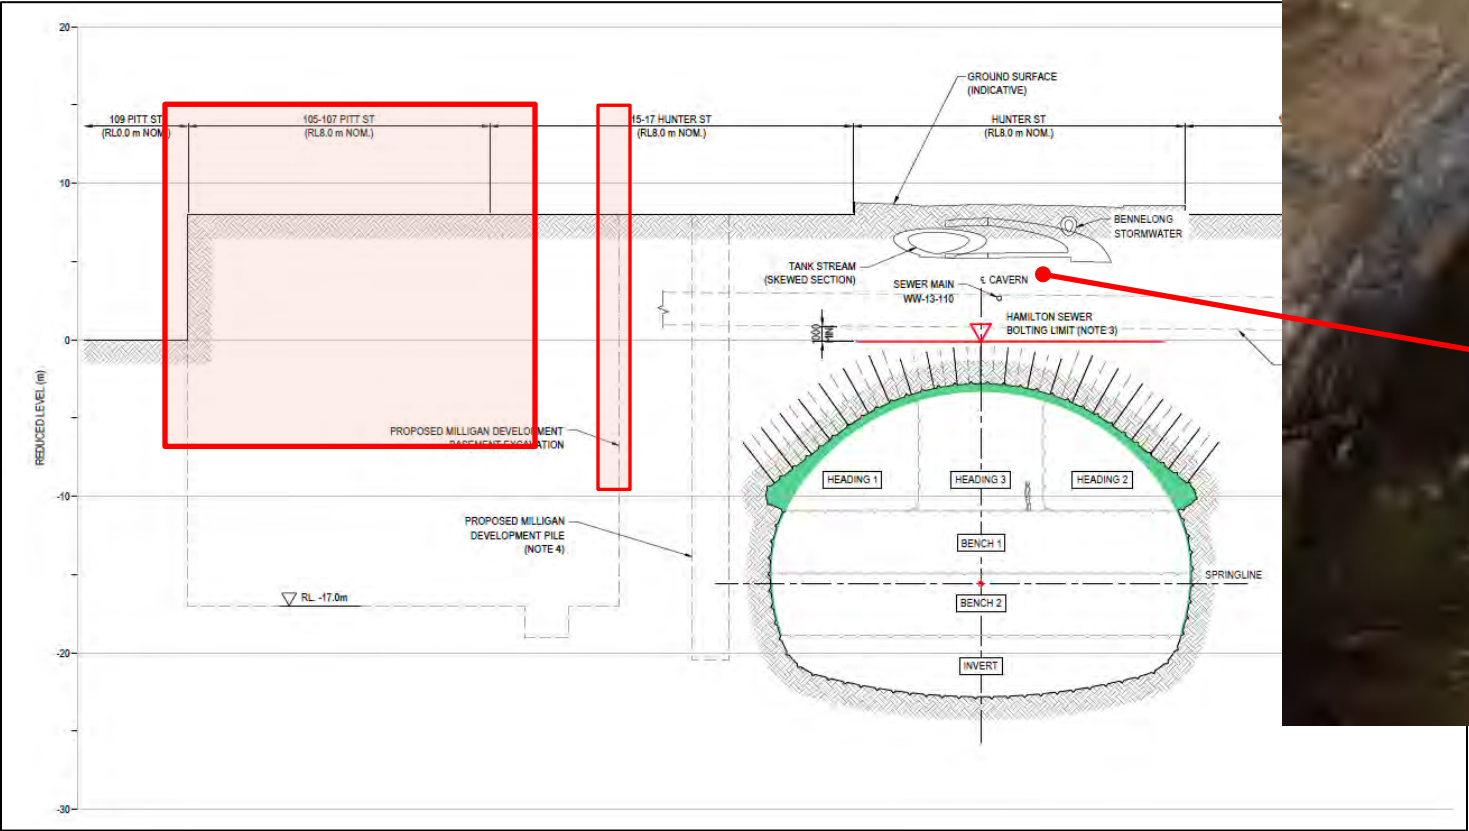 20
GROUND SURFACE
(INDICATIVE)
109 PITT ST
(RL0.0 m NOM.)
105-107 PITT ST
(RL8.0 m NOM.)
15-17 HUNTER ST
(RL8.0 m NOM.)
HUNTER ST
(RL8.0 m NOM.)
10
BENNELONG
STORMWATER
TANK STREAM
(SKEWED SECTION)
CAVERN
SEWER MAIN
WW-13-110
HAMILTON SEWER
BOLTING LIMIT (NOTE 3)
1000
MIN
0
REDUCED LEVEL (m)
PROPOSED MILLIGAN DEVELOPMENT
BASEMENT EXCAVATION
HEADING 1
HEADING 3
HEADING 2
-10
PROPOSED MILLIGAN
DEVELOPMENT PILE
(NOTE 4)
BENCH 1
SPRINGLINE
RL. -17.0m
BENCH 2
-20
INVERT
-30